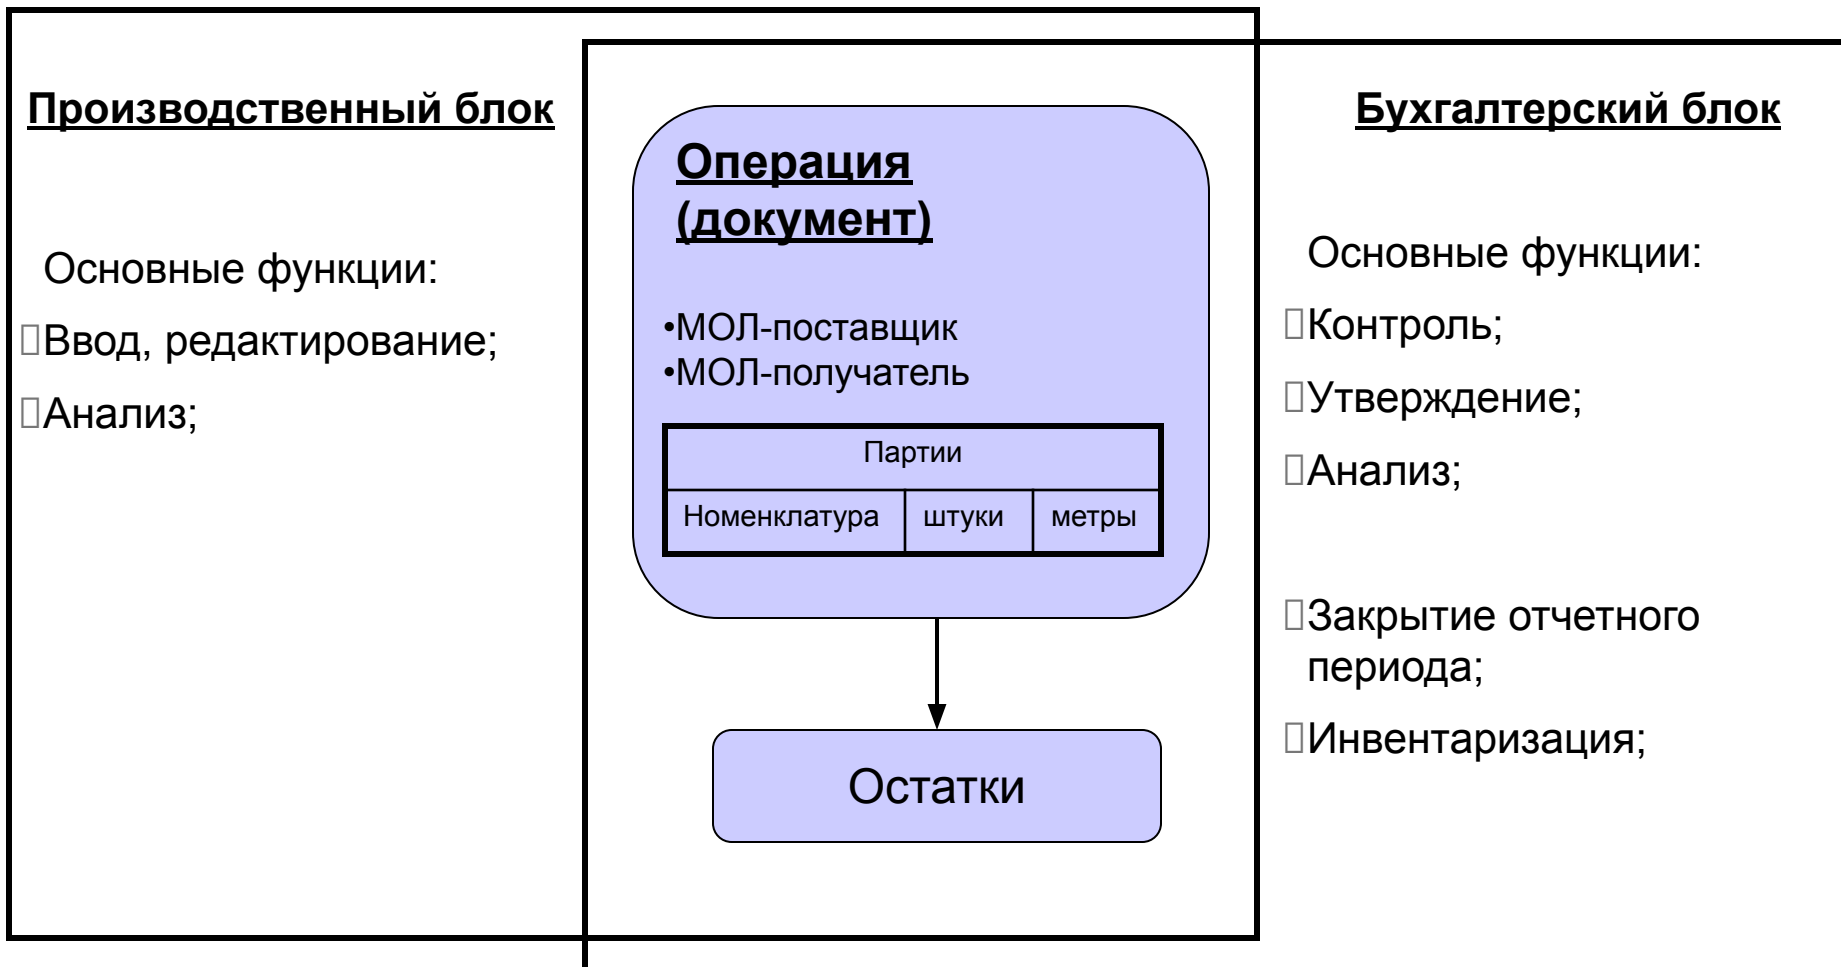 Производственный блок
Основные функции:
Ввод, редактирование;
Анализ;
Операция
(документ)
•МОЛ-поставщик
•МОЛ-получатель
Партии
Номенклатура штуки метры
Остатки
Бухгалтерский блок
Основные функции:
Контроль;
Утверждение;
Анализ;
Закрытие отчетного
периода;
Инвентаризация;